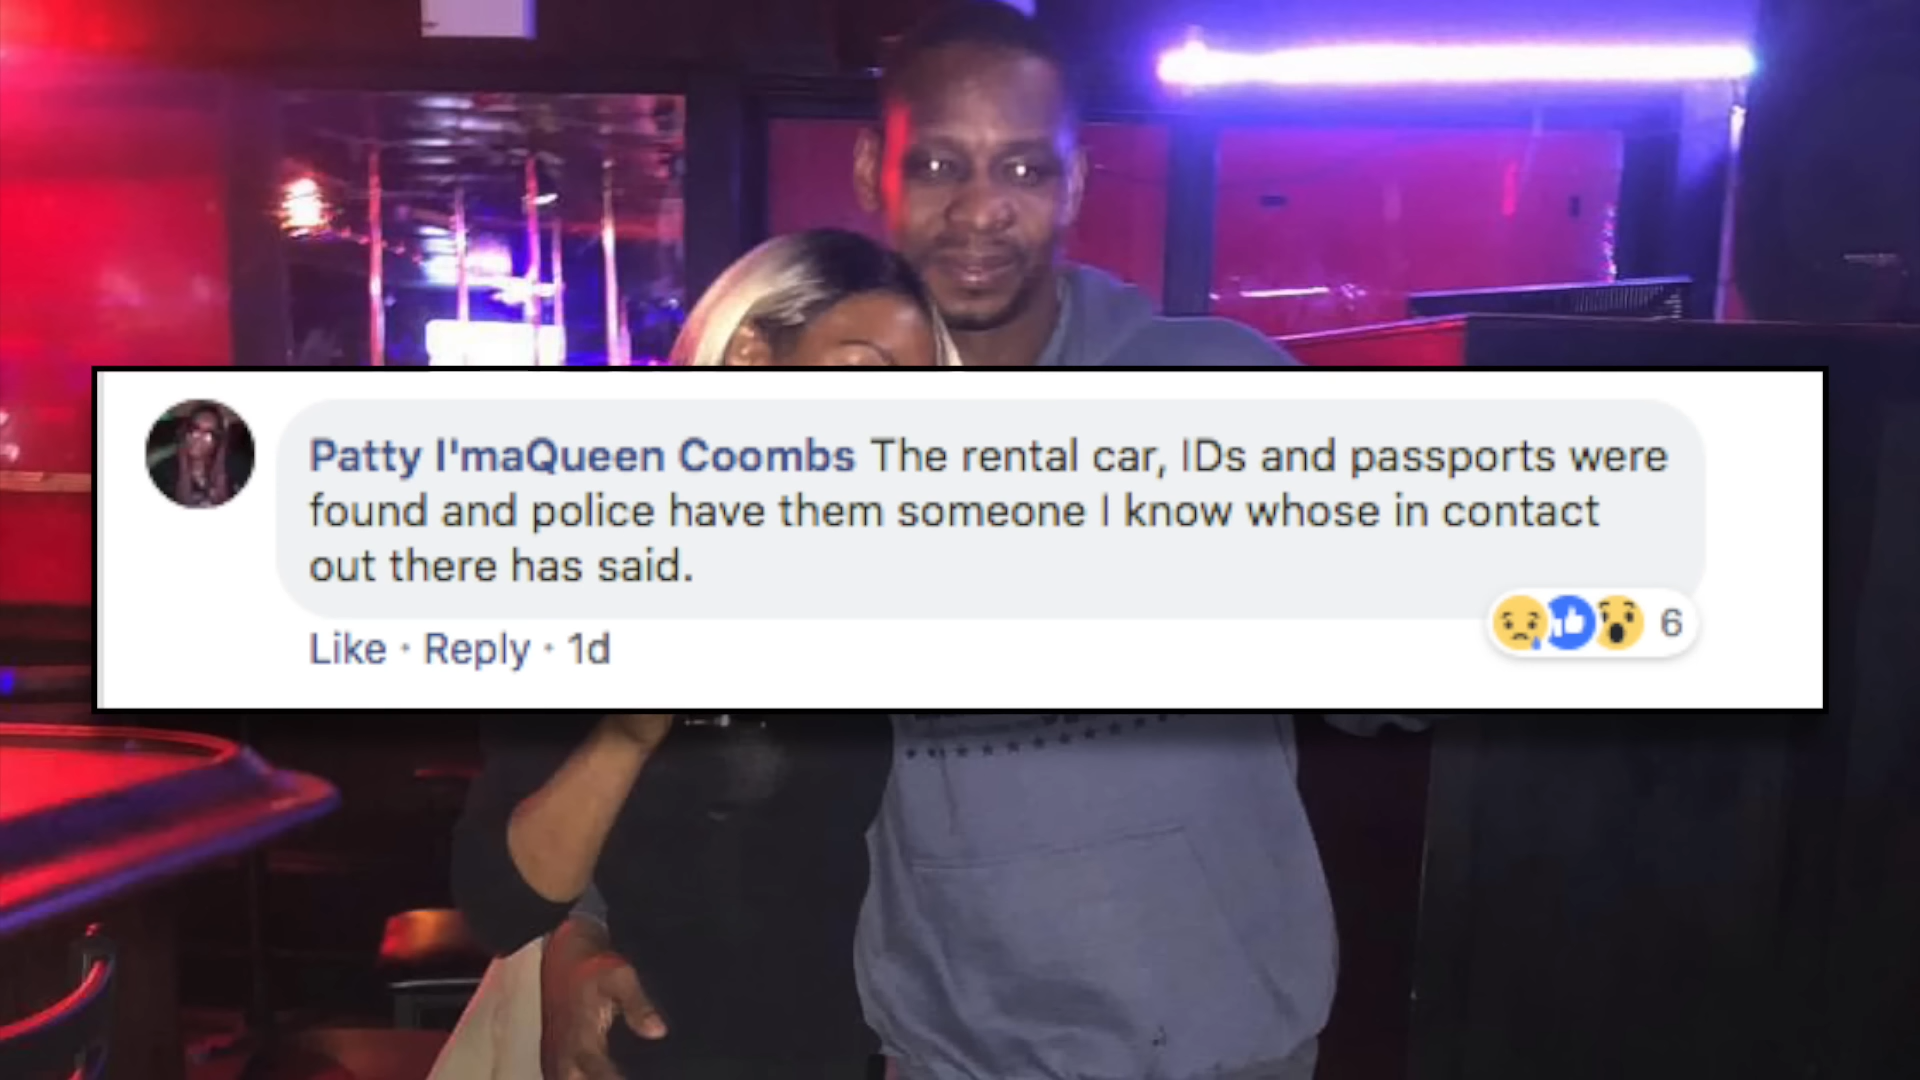 Patty I'maQueen Coombs The rental car, IDs and passports were
found and police have them someone I know whose in contact
out there has said.
Like · Reply · 1d
6